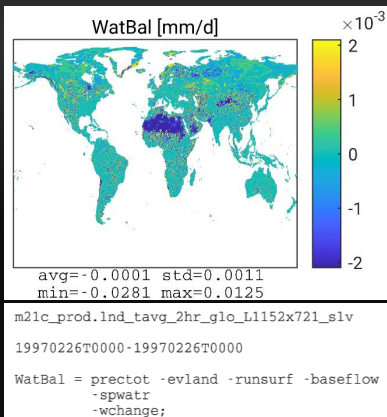 WatBal [mm/d]
×10⁻³
2
1
0
-1
-2
avg=-0.0001 std=0.0011
min=-0.0281 max=0.0125
m21c_prod.lnd_tavg_2hr_glo_L1152x721_slv
19970226T0000-19970226T0000
WatBal = prectot -evland -runsurf -baseflow
-spwatr
-wchange;